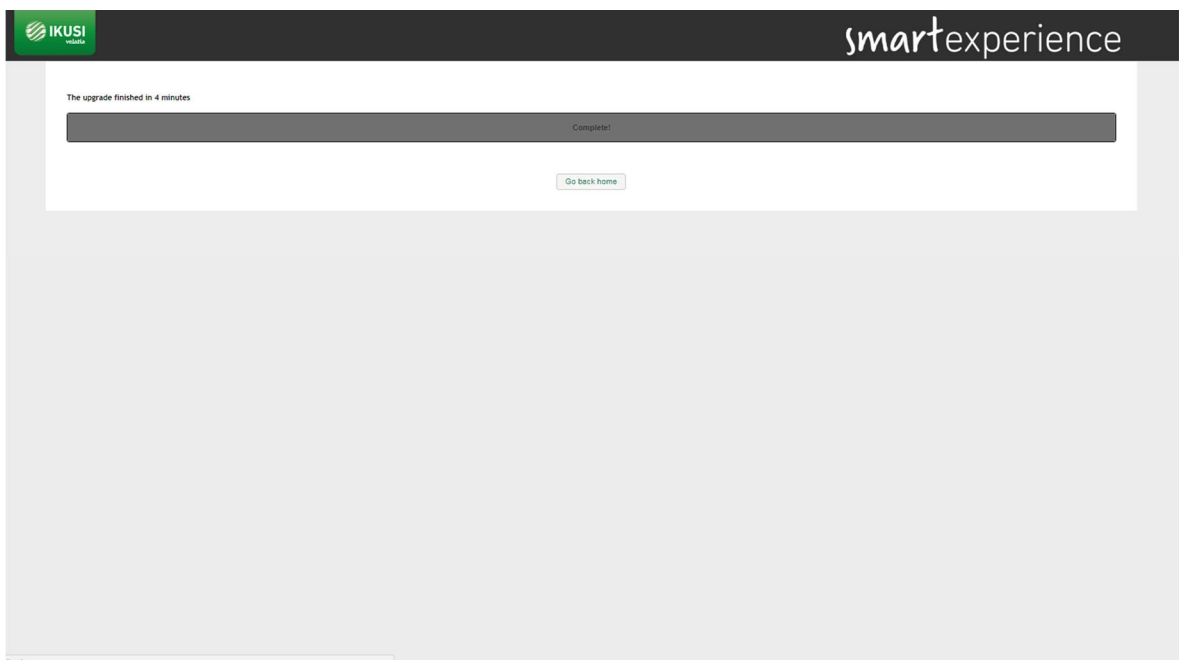 IKUSI
velatia
smartexperience
The upgrade finished in 4 minutes
Complete!
Go back home